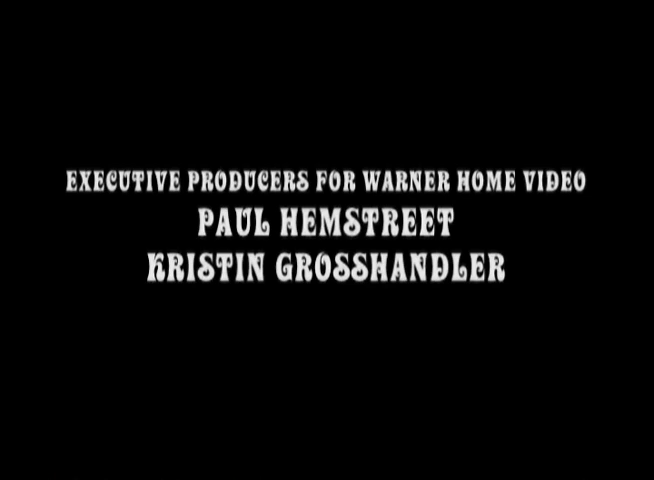 EXECUTIVE PRODUCERS FOR WARNER HOME VIDEO
PAUL HEMSTREET
KRISTIN GROSSHANDLER